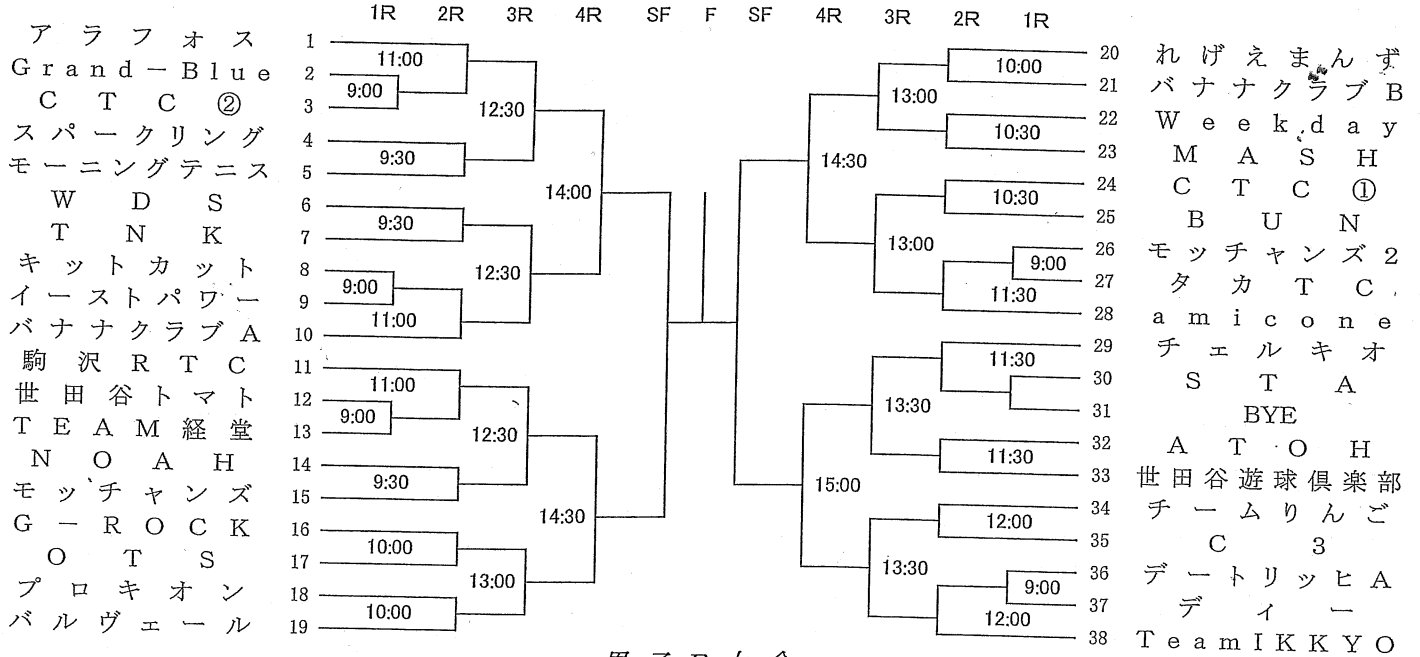 1R 2R 3R 4R SF F SF 4R 3R 2R 1R
アラフォス 1
Grand－Blue 2
CTC② 3
スパークリング 4
モーニングテニス 5
WDS 6
TNK 7
キットカット 8
イーストパワー 9
バナナクラブA 10
駒沢RTC 11
世田谷トマト 12
TEAM経堂 13
NOAH 14
モッチャンズ 15
G－ROCK 16
OTS 17
プロキオン 18
バルヴェール 19
11:00
9:00
12:30
9:30
14:00
9:30
12:30
9:00
11:00
11:00
9:00
12:30
9:30
14:30
10:00
13:00
10:00
20 れげえまんず
21 バナナクラブB
22 Weekday
23 MASH
24 CTC①
25 BUN
26 モッチャンズ2
27 タカTC
28 amicone
29 チェルキオ
30 STA
31 BYE
32 ATOH
33 世田谷遊球倶楽部
34 チームりんご
35 C3
36 デートリッヒA
37 ディー
38 TeamIKKYO
10:00
13:00
10:30
14:30
10:30
13:00
9:00
11:30
11:30
13:30
11:30
15:00
12:00
13:30
9:00
12:00